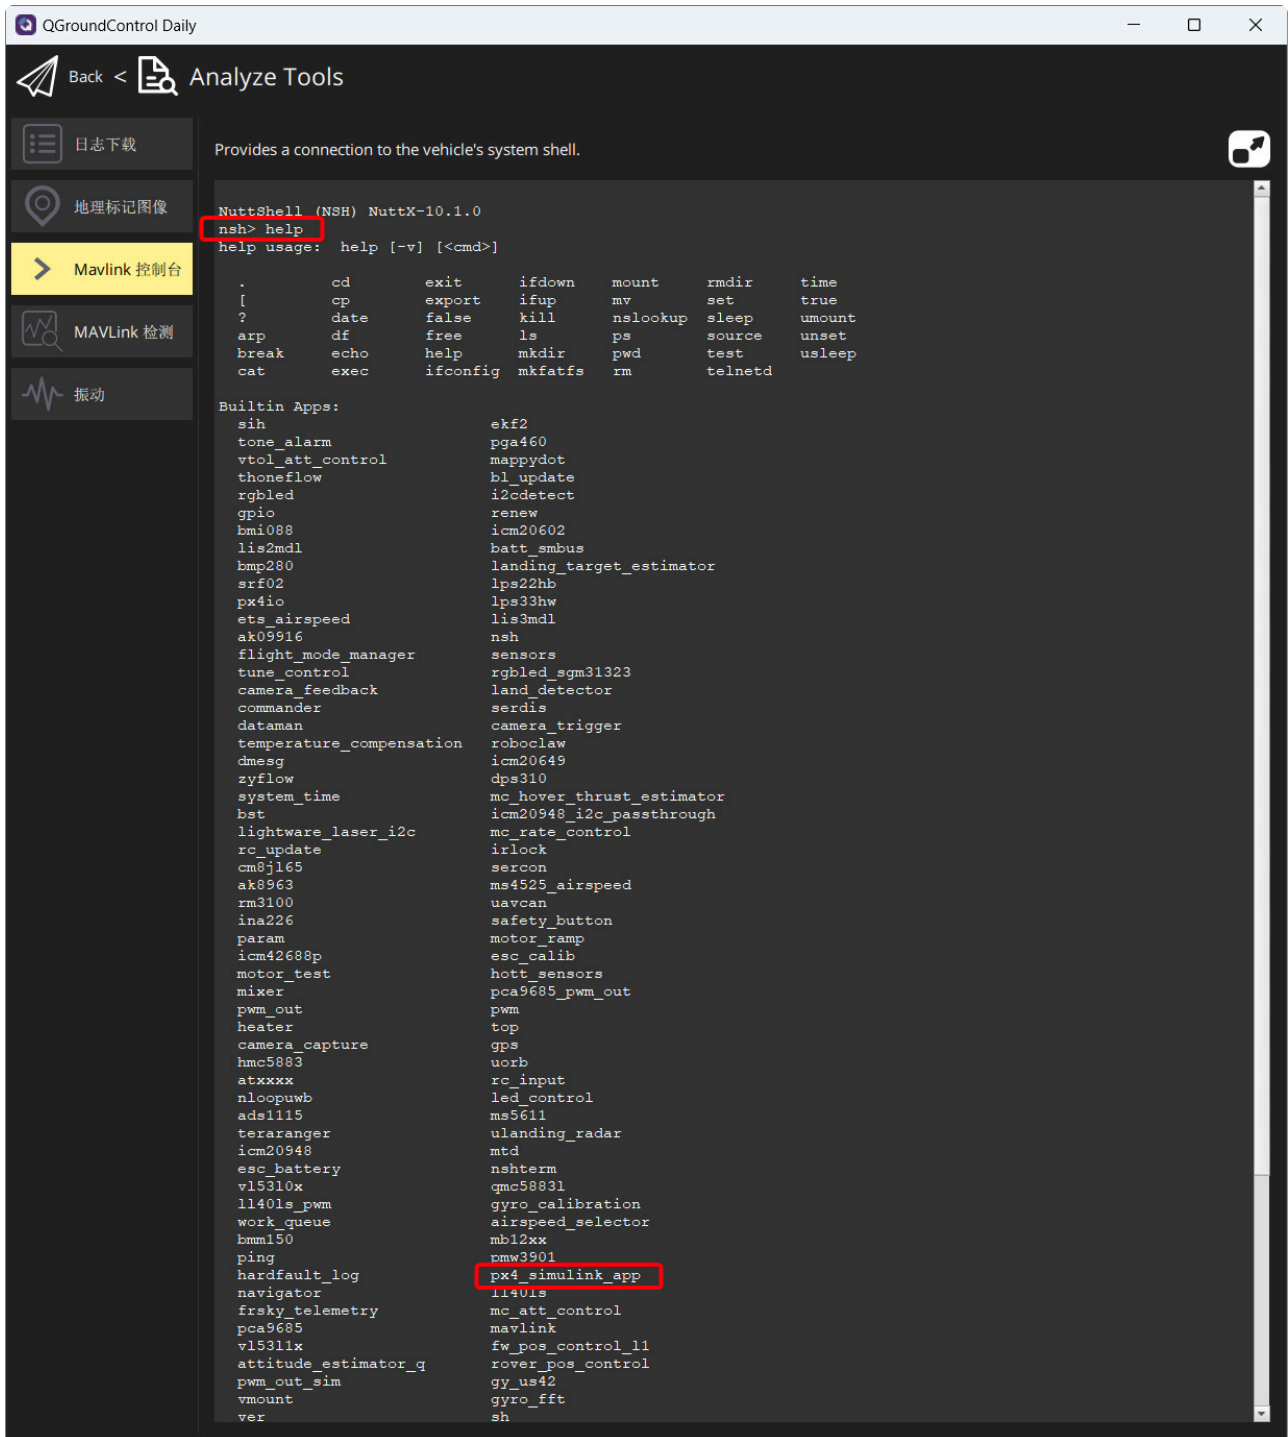 QGroundControl Daily
Back < Analyze Tools
日志下载
地理标记图像
Mavlink 控制台
MAVLink 检测
振动
Provides a connection to the vehicle's system shell.
NuttShell (NSH) NuttX-10.1.0
nsh> help
help usage:  help [-v] [<cmd>]
. cd exit ifdown mount rmdir time
[ cp export ifup mv set true
? date false kill nslookup sleep umount
arp df free ls ps source unset
break echo help mkdir pwd test usleep
cat exec ifconfig mkfatfs rm telnetd
Builtin Apps:
sih ekf2
tone_alarm pga460
vtol_att_control mappydot
thoneflow bl_update
rgbled i2cdetect
gpio renew
bmi088 icm20602
lis2mdl batt_smbus
bmp280 landing_target_estimator
srf02 lps22hb
px4io lps33hw
ets_airspeed lis3mdl
ak09916 nsh
flight_mode_manager sensors
tune_control rgbled_sgm31323
camera_feedback land_detector
commander serdis
dataman camera_trigger
temperature_compensation roboclaw
dmesg icm20649
zyflow dps310
system_time mc_hover_thrust_estimator
bst icm20948_i2c_passthrough
lightware_laser_i2c mc_rate_control
rc_update irlock
cm8jl65 sercon
ak8963 ms4525_airspeed
rm3100 uavcan
ina226 safety_button
param motor_ramp
icm42688p esc_calib
motor_test hott_sensors
mixer pca9685_pwm_out
pwm_out pwm
heater top
camera_capture gps
hmc5883 uorb
atxxxx rc_input
nloopuwb led_control
ads1115 ms5611
teraranger ulanding_radar
icm20948 mtd
esc_battery nshterm
vl53l0x qmc5883l
ll40ls_pwm gyro_calibration
work_queue airspeed_selector
bmm150 mb12xx
ping pmw3901
hardfault_log px4_simulink_app
navigator ll40ls
frsky_telemetry mc_att_control
pca9685 mavlink
vl53l1x fw_pos_control_l1
attitude_estimator_q rover_pos_control
pwm_out_sim gy_us42
vmount gyro_fft
ver sh